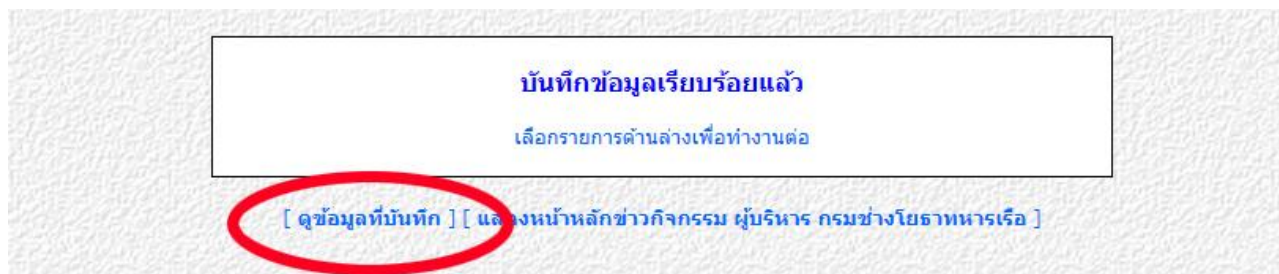 บันทึกข้อมูลเรียบร้อยแล้ว
เลือกรายการด้านล่างเพื่อทำงานต่อ
[ ดูข้อมูลที่บันทึก ] [ แสดงหน้าหลักข่าวกิจกรรม ผู้บริหาร กรมช่างโยธาทหารเรือ ]